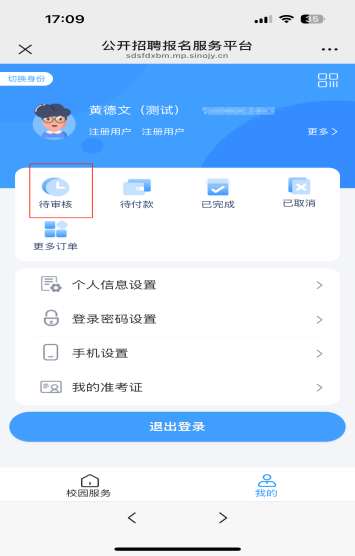 17:09
35
公开招聘报名服务平台
sdsfdxbm.mp.sinojy.cn
切换身份
黄德文（测试）
注册用户 注册用户
更多>
待审核 待付款 已完成 已取消
更多订单
个人信息设置
登录密码设置
手机设置
我的准考证
退出登录
校园服务 我的